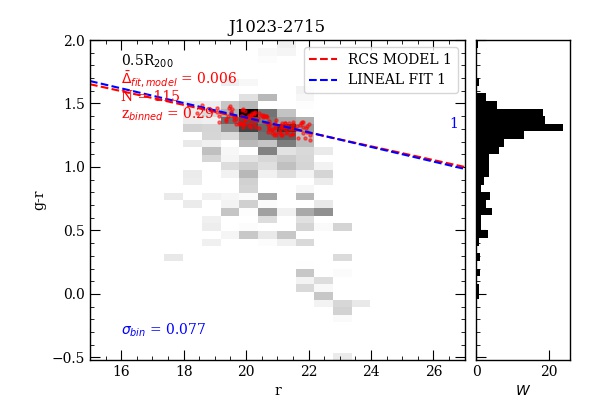 J1023-2715
0.5R200
Δ̄fit,model = 0.006
N = 115
zbinned = 0.29
RCS MODEL 1
LINEAL FIT 1
1
σbin = 0.077
2.0
1.5
1.0
0.5
0.0
−0.5
g-r
16 18 20 22 24 26
r
0 20
W